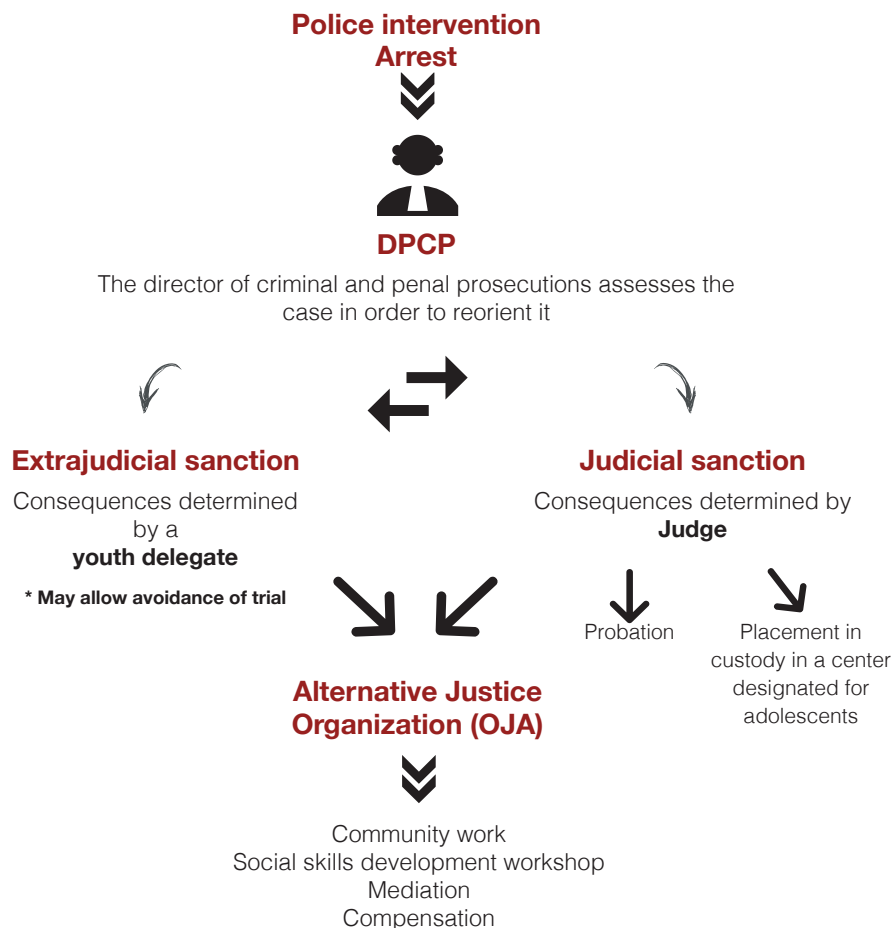 Police intervention
Arrest
DPCP
The director of criminal and penal prosecutions assesses the
case in order to reorient it
Extrajudicial sanction
Consequences determined
by a
youth delegate
* May allow avoidance of trial
Judicial sanction
Consequences determined by
Judge
Probation
Placement in
custody in a center
designated for
adolescents
Alternative Justice
Organization (OJA)
Community work
Social skills development workshop
Mediation
Compensation